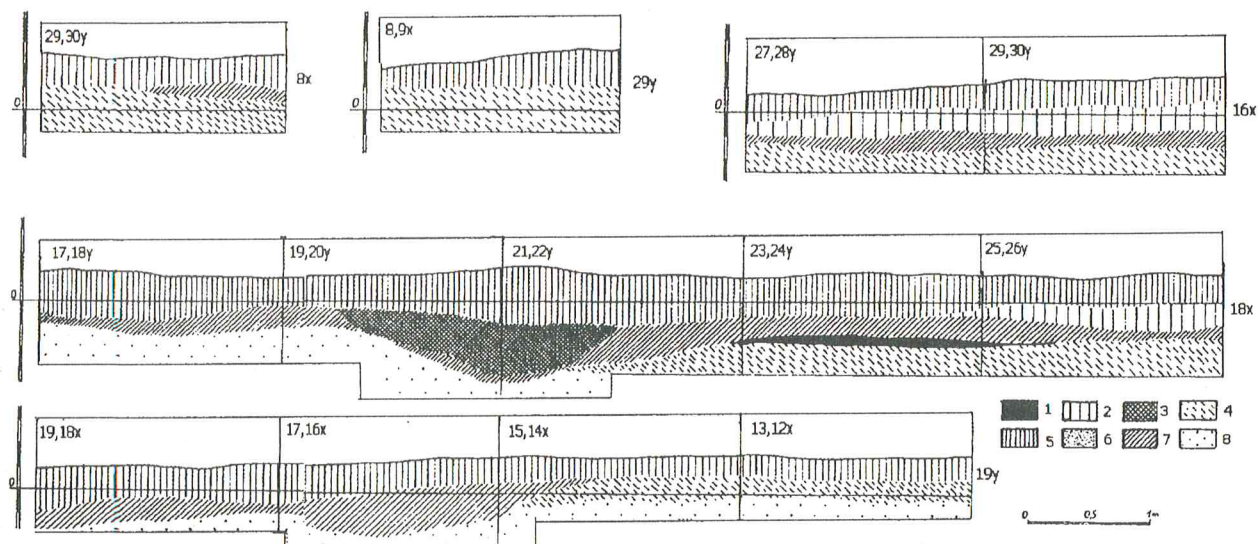 29,30y
8x
0
8,9x
29y
0
27,28y 29,30y
16x
0
17,18y 19,20y 21,22y 23,24y 25,26y
18x
0
19,18x 17,16x 15,14x 13,12x
19y
0
1 2 3 4
5 6 7 8
0 0,5 1m